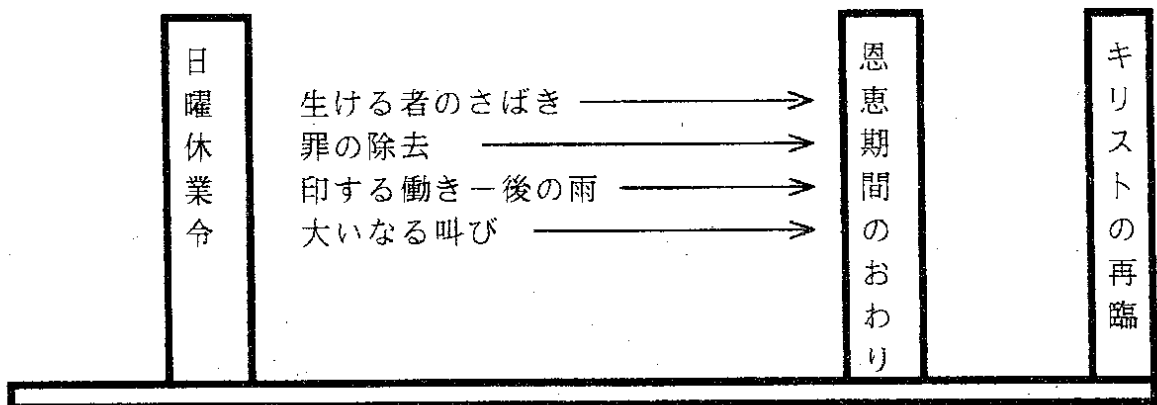 日曜休業令
生ける者のさばき
罪の除去
印する働き－後の雨
大いなる叫び
恩恵期間のおわり
キリストの再臨